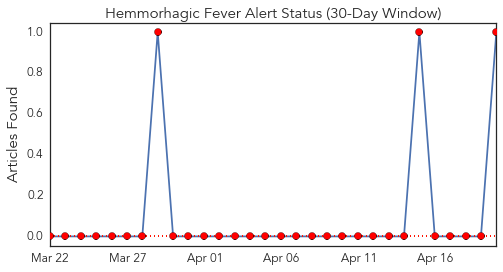 Hemmorhagic Fever Alert Status (30-Day Window)
Articles Found
1.0
0.8
0.6
0.4
0.2
0.0
Mar 22 Mar 27 Apr 01 Apr 06 Apr 11 Apr 16